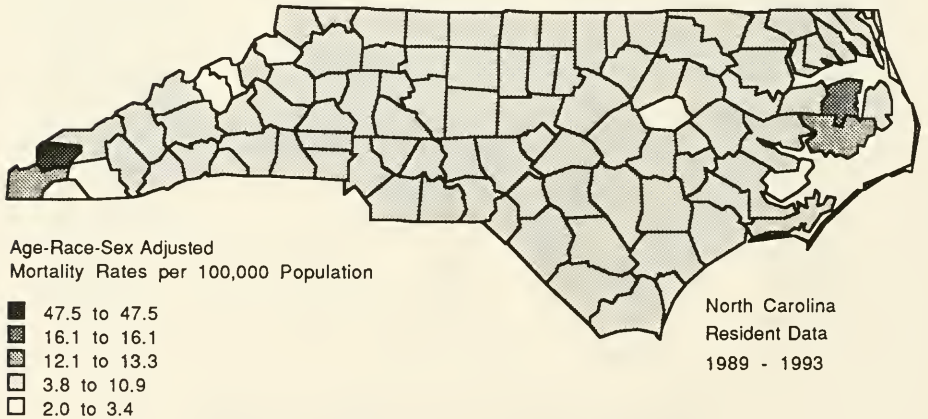 Age-Race-Sex Adjusted
Mortality Rates per 100,000 Population
47.5 to 47.5
16.1 to 16.1
12.1 to 13.3
3.8 to 10.9
2.0 to 3.4
North Carolina
Resident Data
1989 - 1993